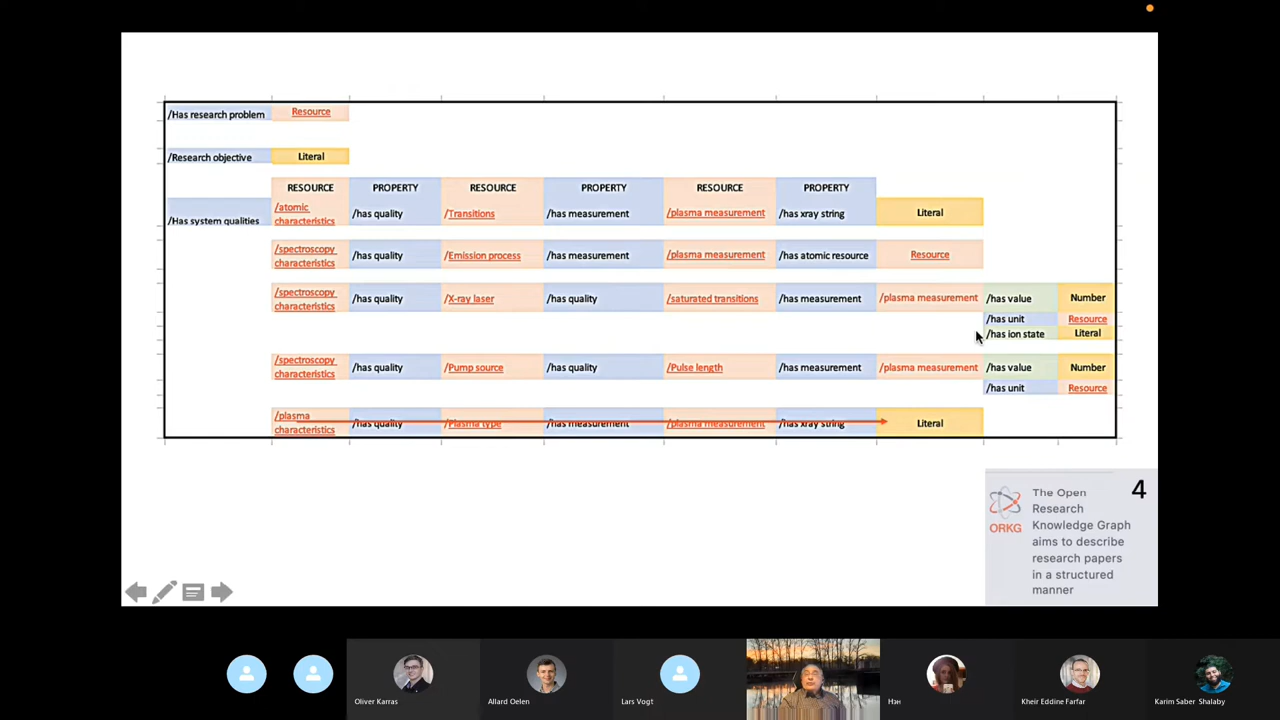 /Has research problem Resource
/Research objective Literal
RESOURCE PROPERTY RESOURCE PROPERTY RESOURCE PROPERTY
/Has system qualities /atomic characteristics /has quality /Transitions /has measurement /plasma measurement /has xray string Literal
/spectroscopy characteristics /has quality /Emission process /has measurement /plasma measurement /has atomic resource Resource
/spectroscopy characteristics /has quality /X-ray laser /has quality /saturated transitions /has measurement /plasma measurement /has value Number
/has unit Resource
/has ion state Literal
/spectroscopy characteristics /has quality /Pump source /has quality /Pulse length /has measurement /plasma measurement /has value Number
/has unit Resource
/plasma characteristics /has quality /Plasma type /has measurement /plasma measurement /has xray string Literal
ORKG
The Open
Research
Knowledge Graph
aims to describe
research papers
in a structured
manner
4
Oliver Karras
Allard Oelen
Lars Vogt
Нэн
Kheir Eddine Farfar
Karim Saber Shalaby